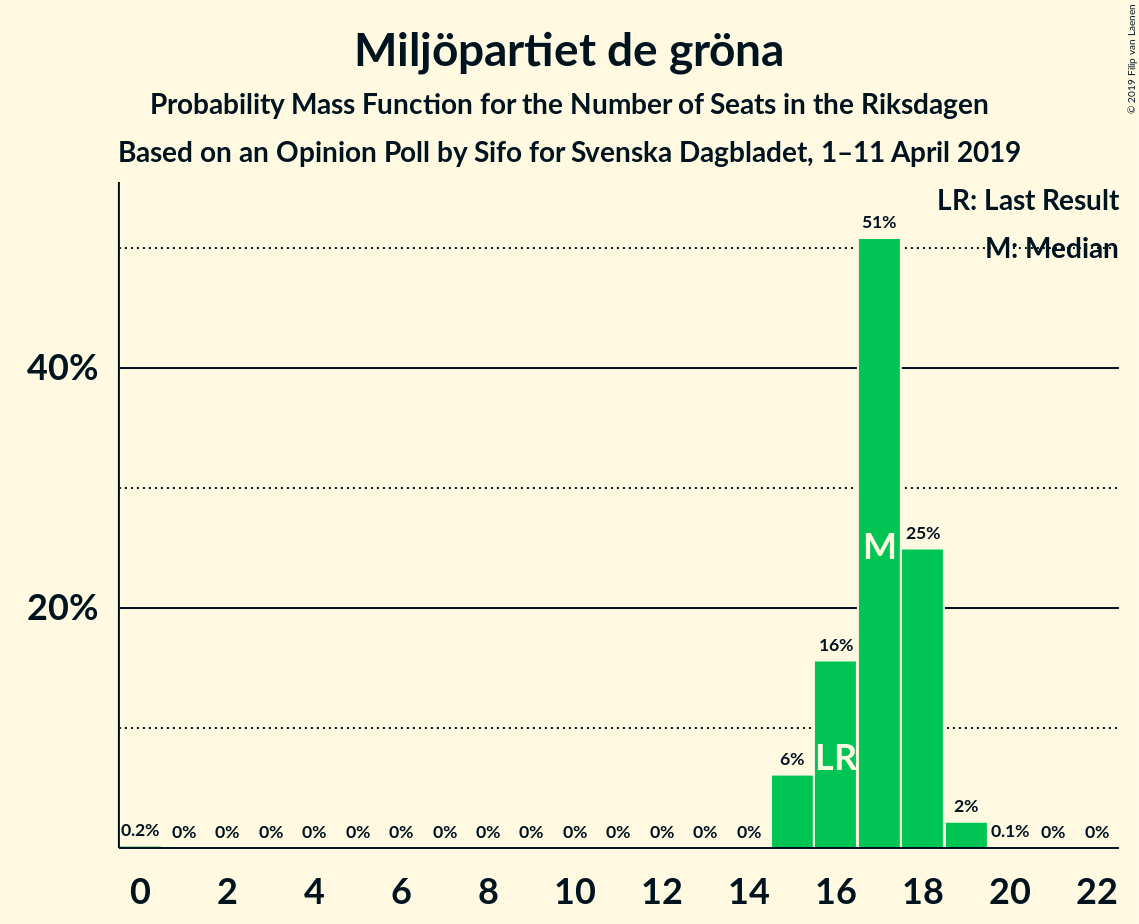 Miljöpartiet de gröna
Probability Mass Function for the Number of Seats in the Riksdagen
Based on an Opinion Poll by Sifo for Svenska Dagbladet, 1–11 April 2019
© 2019 Filip van Laenen
LR: Last Result
M: Median
40%
20%
0.2% 0% 0% 0% 0% 0% 0% 0% 0% 0% 0% 0% 0% 0% 0% 6% 16% 51% 25% 2% 0.1% 0% 0%
LR M
0 2 4 6 8 10 12 14 16 18 20 22